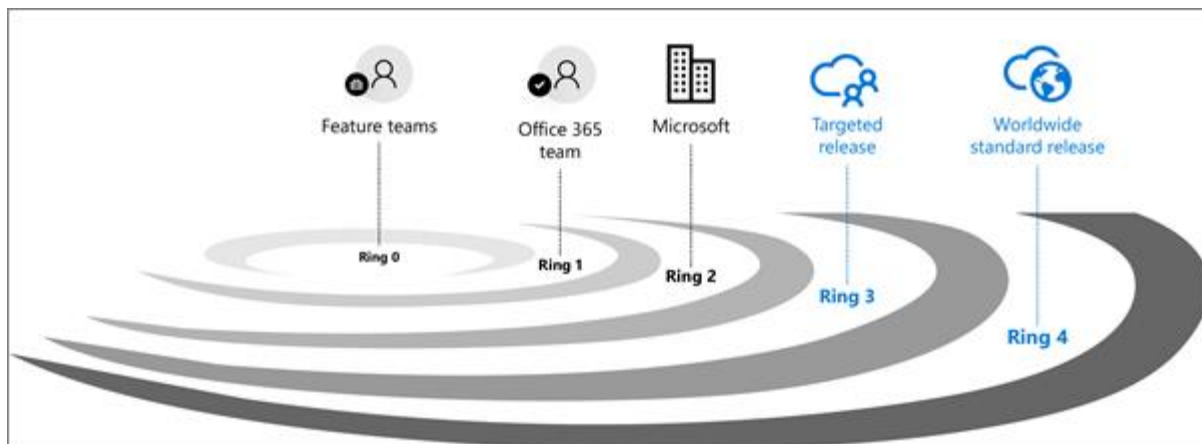 Feature teams
Office 365
team
Microsoft
Targeted
release
Worldwide
standard release
Ring 0
Ring 1
Ring 2
Ring 3
Ring 4